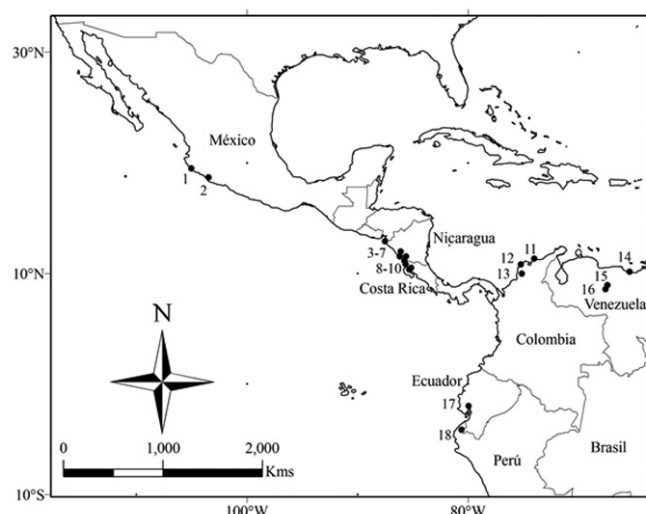 30°N
México
1
2
Nicaragua
3-7
11
12
14
10°N
8-10
13
15
16
Costa Rica
Venezuela
Colombia
N
Ecuador
17
0 1,000 2,000
18
Perú
Brasil
Kms
10°S
100°W 80°W